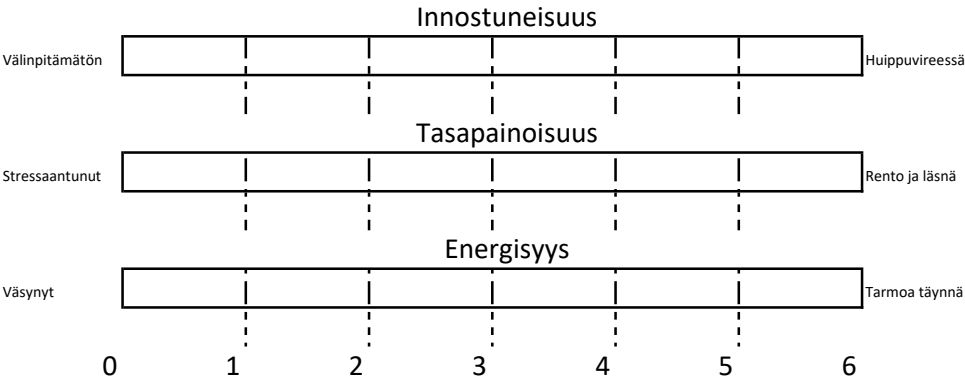 Innostuneisuus
Välinpitämätön Huippuvireessä
Tasapainoisuus
Stressaantunut Rento ja läsnä
Energisyys
Väsynyt Tarmoa täynnä
0 1 2 3 4 5 6